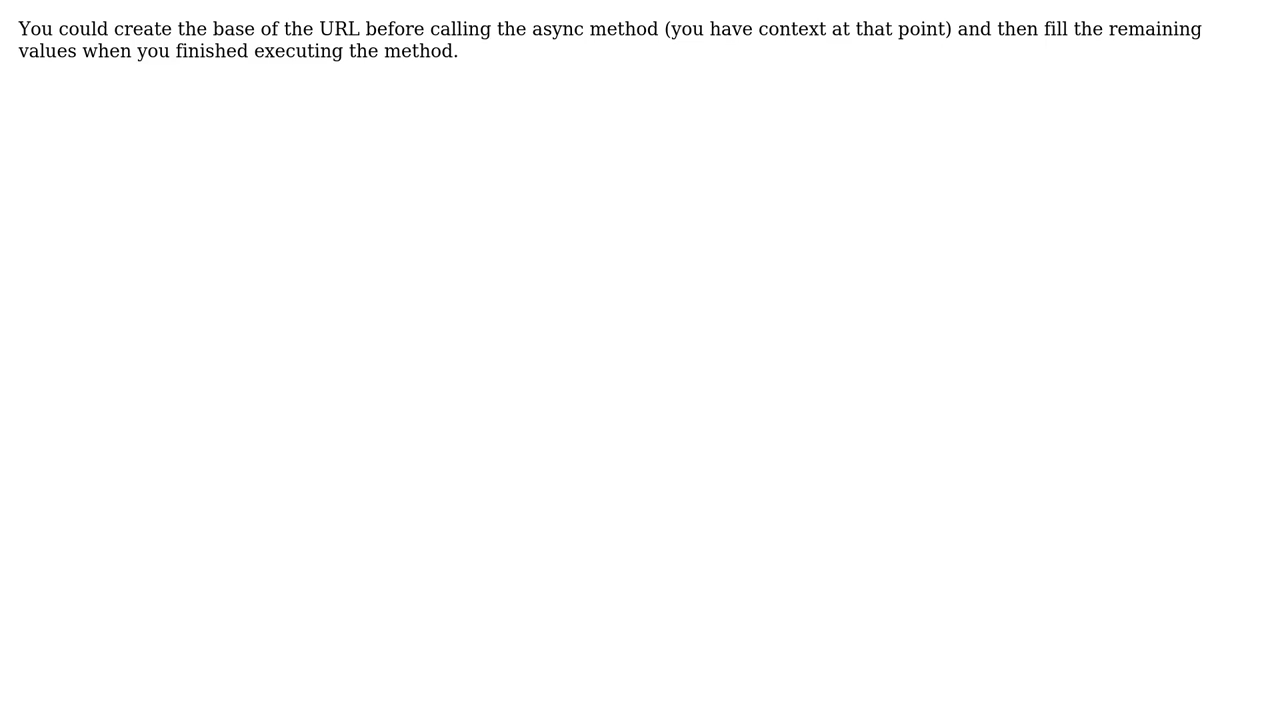 You could create the base of the URL before calling the async method (you have context at that point) and then fill the remaining
values when you finished executing the method.